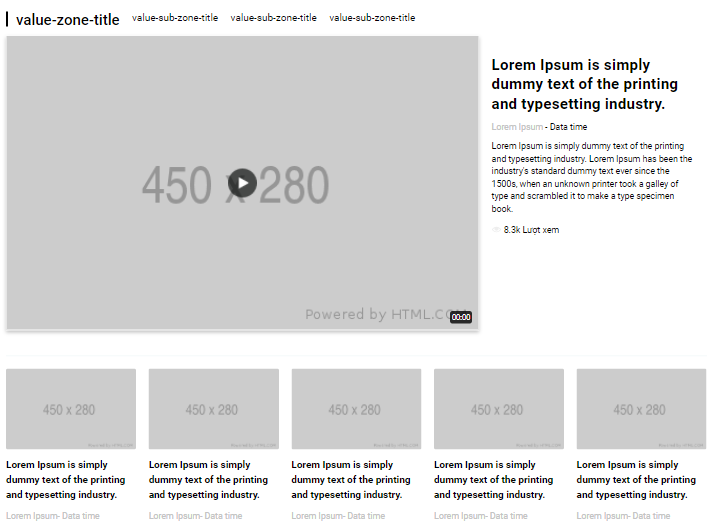 value-zone-title value-sub-zone-title value-sub-zone-title value-sub-zone-title
450 x 280
Powered by HTML.CO
00:00
Lorem Ipsum is simply
dummy text of the printing
and typesetting industry.
Lorem Ipsum - Data time
Lorem Ipsum is simply dummy text of the printing
and typesetting industry. Lorem Ipsum has been the
industry's standard dummy text ever since the
1500s, when an unknown printer took a galley of
type and scrambled it to make a type specimen
book.
8.3k Lượt xem
450 x 280
Lorem Ipsum is simply
dummy text of the printing
and typesetting industry.
Lorem Ipsum- Data time
450 x 280
Lorem Ipsum is simply
dummy text of the printing
and typesetting industry.
Lorem Ipsum- Data time
450 x 280
Lorem Ipsum is simply
dummy text of the printing
and typesetting industry.
Lorem Ipsum- Data time
450 x 280
Lorem Ipsum is simply
dummy text of the printing
and typesetting industry.
Lorem Ipsum- Data time
450 x 280
Lorem Ipsum is simply
dummy text of the printing
and typesetting industry.
Lorem Ipsum- Data time